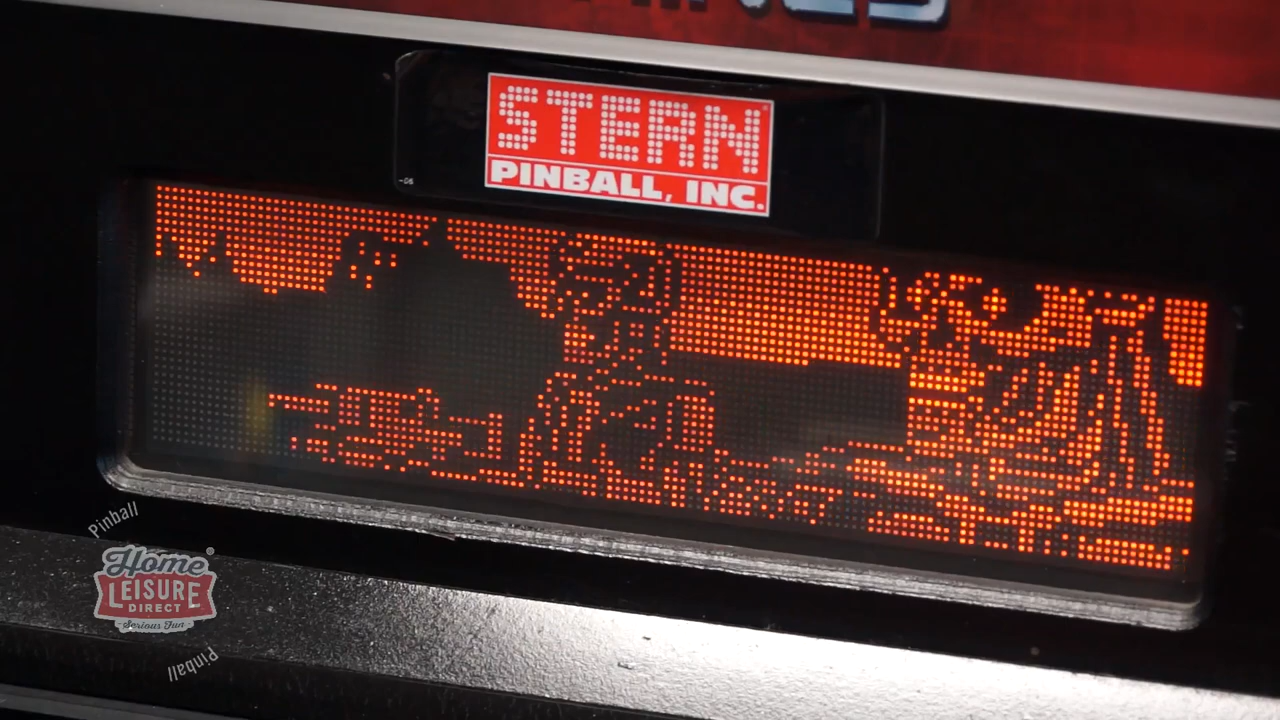 STERN
PINBALL, INC.
Pinball
Home
LEISURE
DIRECT
Serious Fun
Pinball